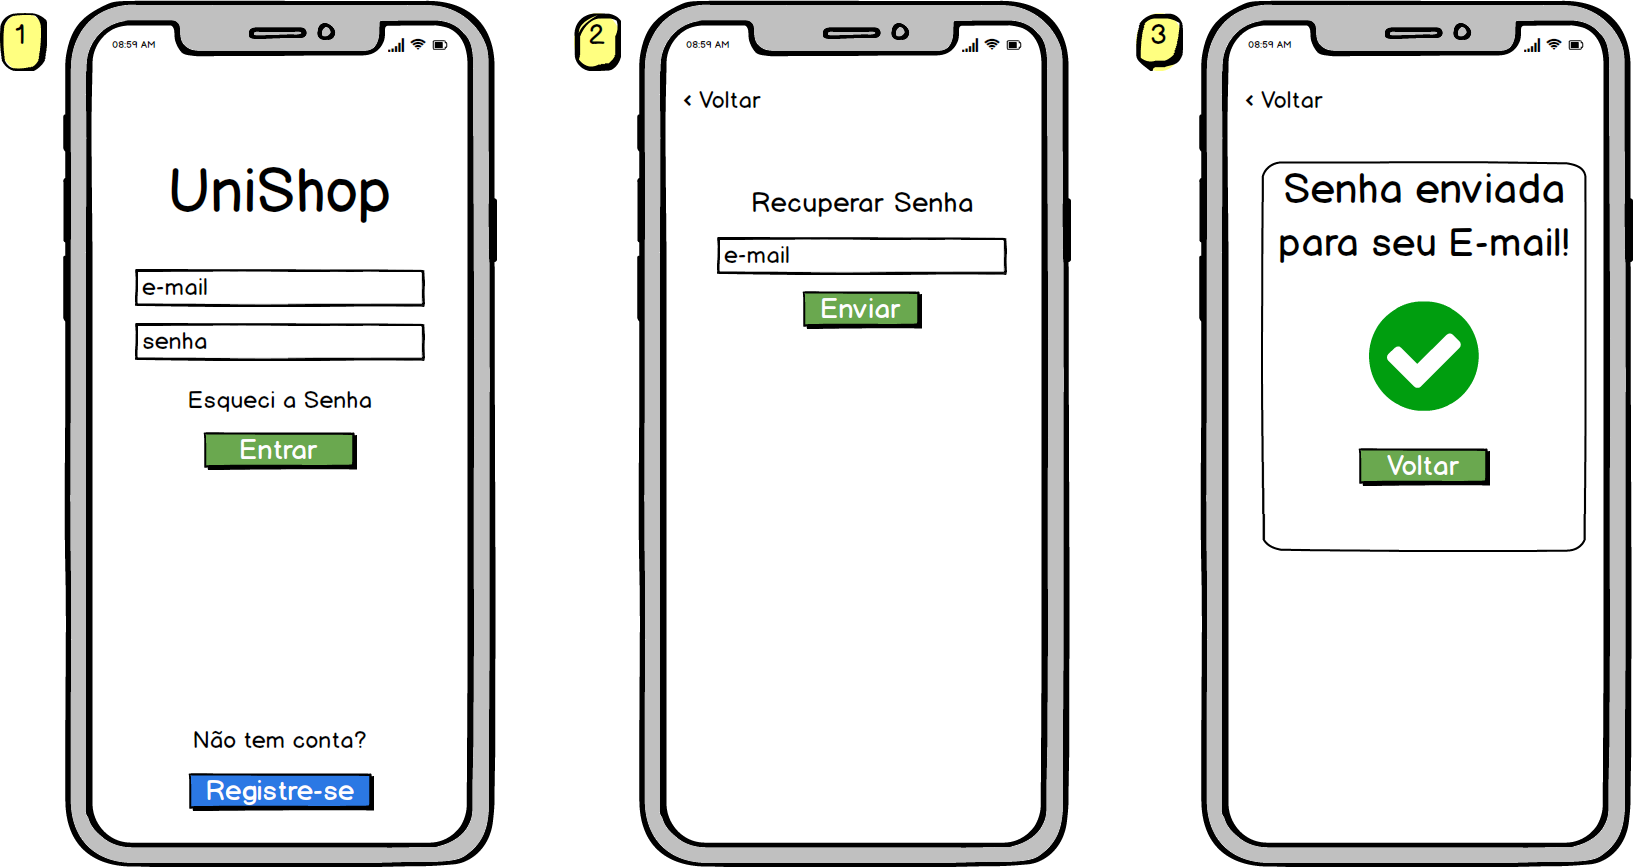 1
08:59 AM
UniShop
e-mail
senha
Esqueci a Senha
Entrar
Não tem conta?
Registre-se
2
08:59 AM
< Voltar
Recuperar Senha
e-mail
Enviar
3
08:59 AM
< Voltar
Senha enviada
para seu E-mail!
Voltar